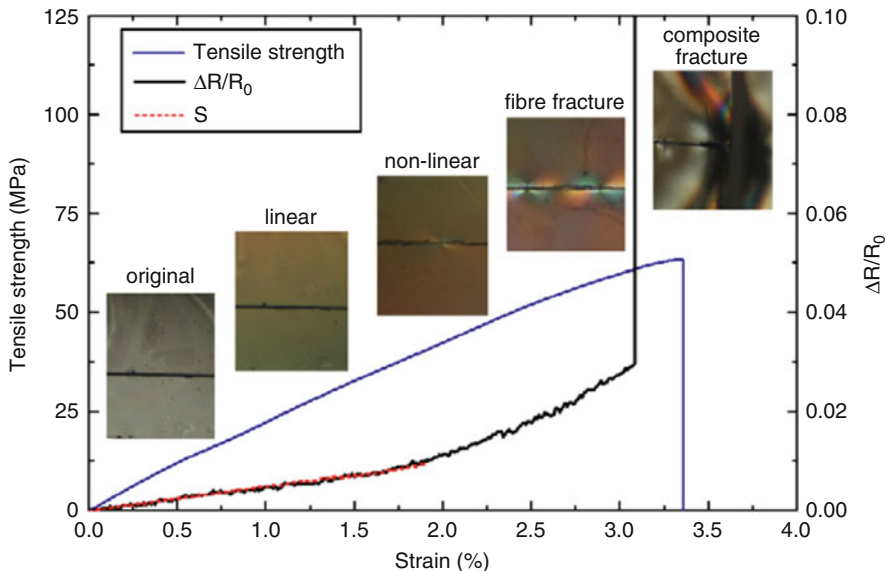 125
100
75
50
25
0
Tensile strength (MPa)
Tensile strength
ΔR/R0
S
original
linear
non-linear
fibre fracture
composite
fracture
0.10
0.08
0.06
0.04
0.02
0.00
ΔR/R0
0.0 0.5 1.0 1.5 2.0 2.5 3.0 3.5 4.0
Strain (%)